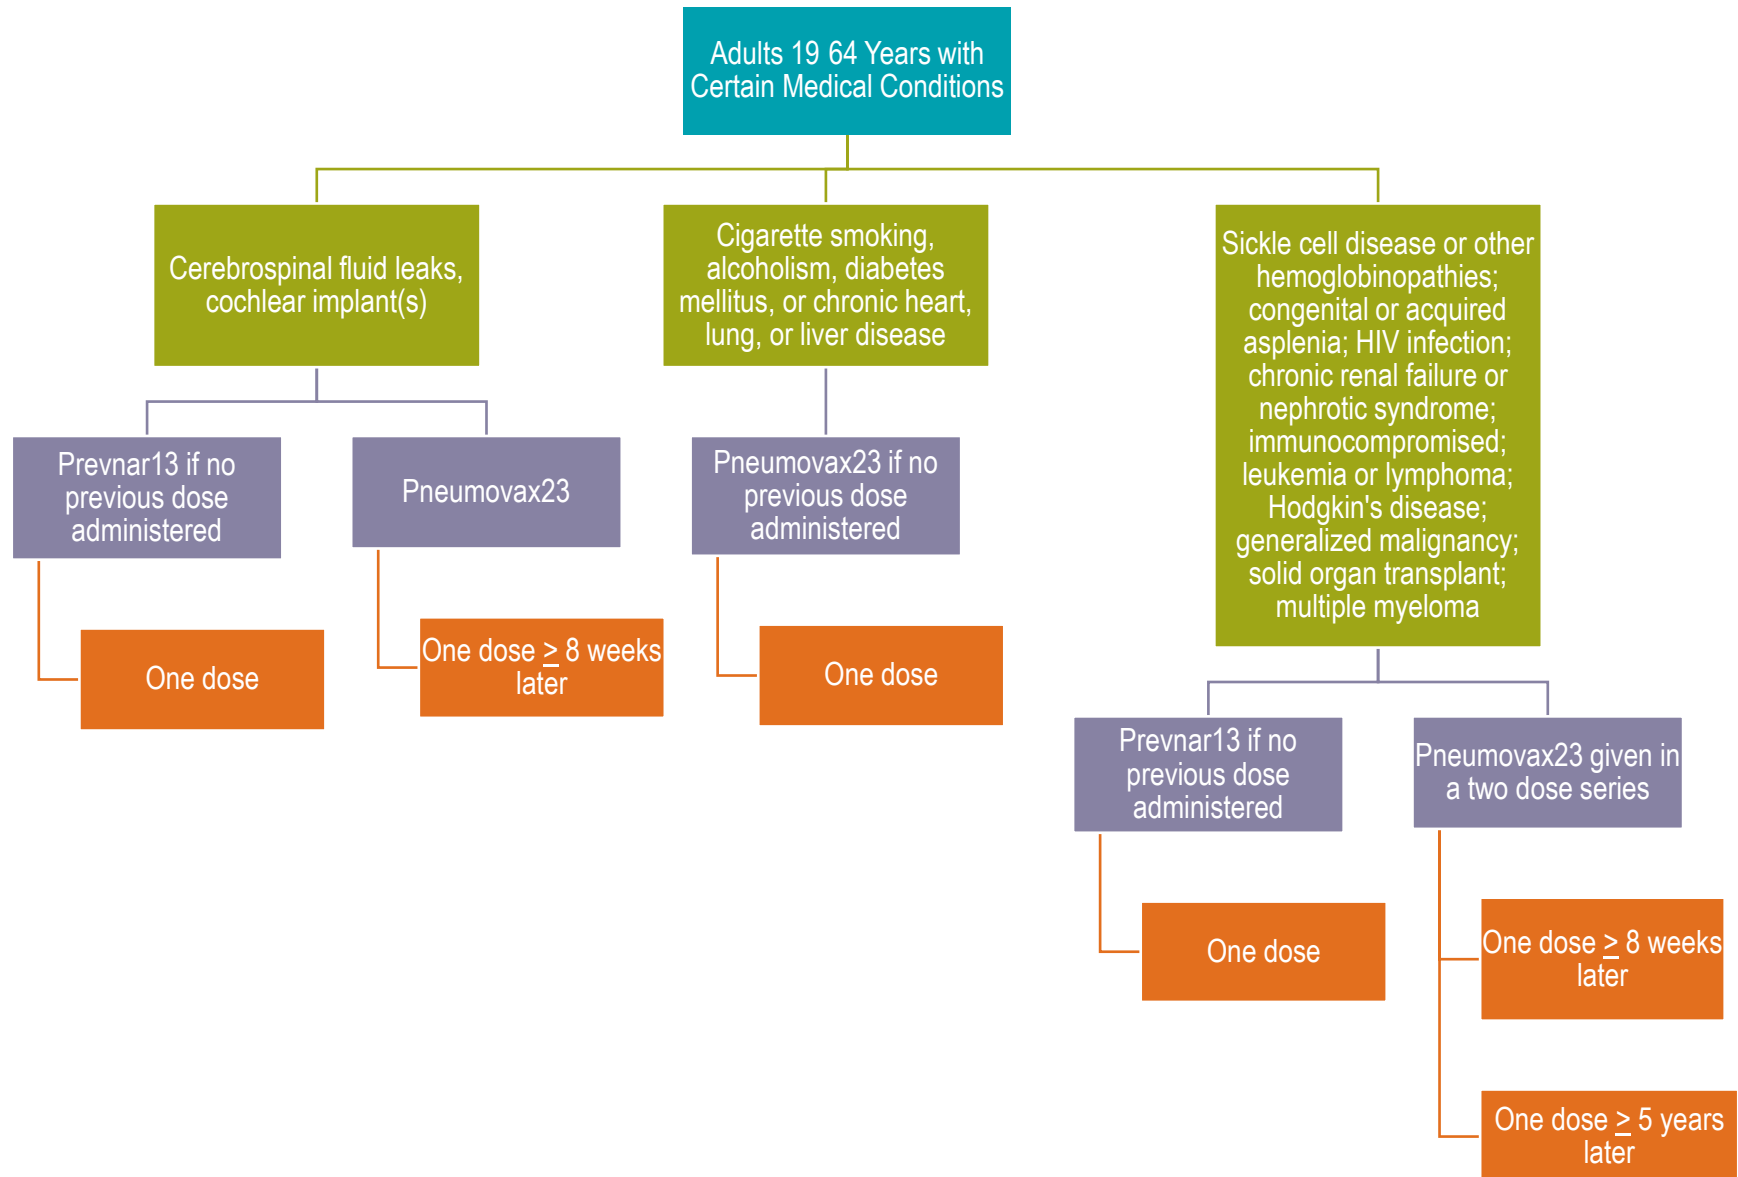 Adults 19 64 Years with
Certain Medical Conditions
Cerebrospinal fluid leaks,
cochlear implant(s)
Prevnar13 if no
previous dose
administered
One dose
Pneumovax23
One dose ≥ 8 weeks
later
Cigarette smoking,
alcoholism, diabetes
mellitus, or chronic heart,
lung, or liver disease
Pneumovax23 if no
previous dose
administered
One dose
Sickle cell disease or other
hemoglobinopathies;
congenital or acquired
asplenia; HIV infection;
chronic renal failure or
nephrotic syndrome;
immunocompromised;
leukemia or lymphoma;
Hodgkin's disease;
generalized malignancy;
solid organ transplant;
multiple myeloma
Prevnar13 if no
previous dose
administered
One dose
Pneumovax23 given in
a two dose series
One dose ≥ 8 weeks
later
One dose ≥ 5 years
later